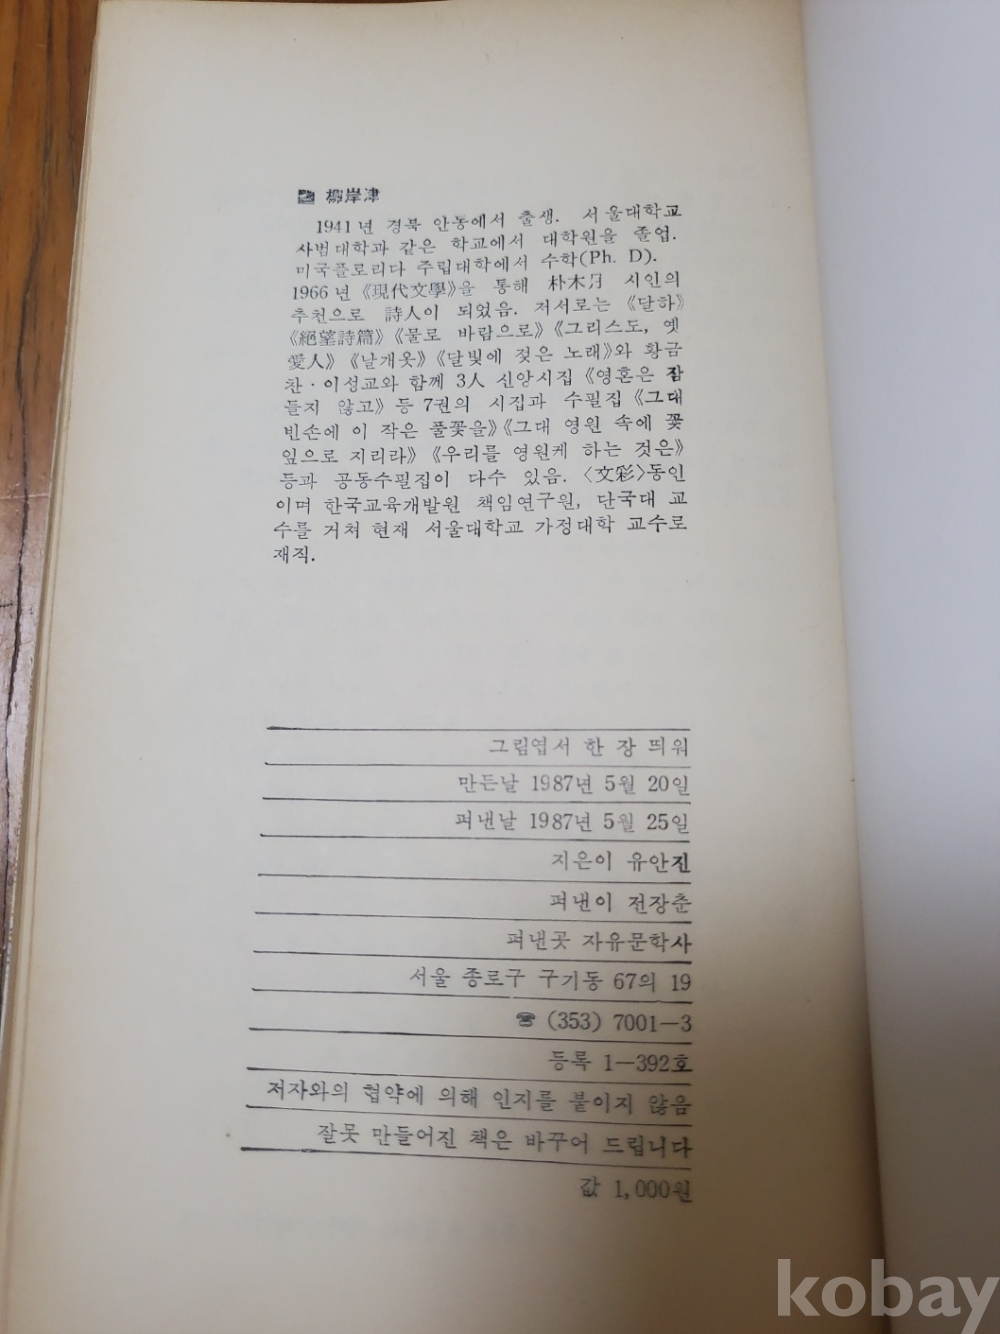 柳岸津
1941년 경북 안동에서 출생. 서울대학교
사범대학과 같은 학교에서 대학원을 졸업.
미국플로리다 주립대학에서 수학(Ph. D).
1966년 《現代文學》을 통해 朴木月 시인의
추천으로 詩人이 되었음. 저서로는 《달하》
《絕望詩篇》《물로 바람으로》《그리스도, 옛
愛人》《날개옷》《달빛에 젖은 노래》와 황금
찬·이성교와 함께 3人 신앙시집 《영혼은 잠
들지 않고》등 7권의 시집과 수필집 《그대
빈손에 이 작은 풀꽃을》《그대 영원 속에 꽃
잎으로 지리라》《우리를 영원케 하는 것은》
등과 공동수필집이 다수 있음. 〈文彩〉동인
이며 한국교육개발원 책임연구원, 단국대 교
수를 거쳐 현재 서울대학교 가정대학 교수로
재직.
그림엽서 한 장 띄워
만든날 1987년 5월 20일
펴낸날 1987년 5월 25일
지은이 유안진
펴낸이 전장춘
펴낸곳 자유문학사
서울 종로구 구기동 67의 19
☎ (353) 7001—3
등록 1—392호
저자와의 협약에 의해 인지를 붙이지 않음
잘못 만들어진 책은 바꾸어 드립니다
값 1,000원
kobay